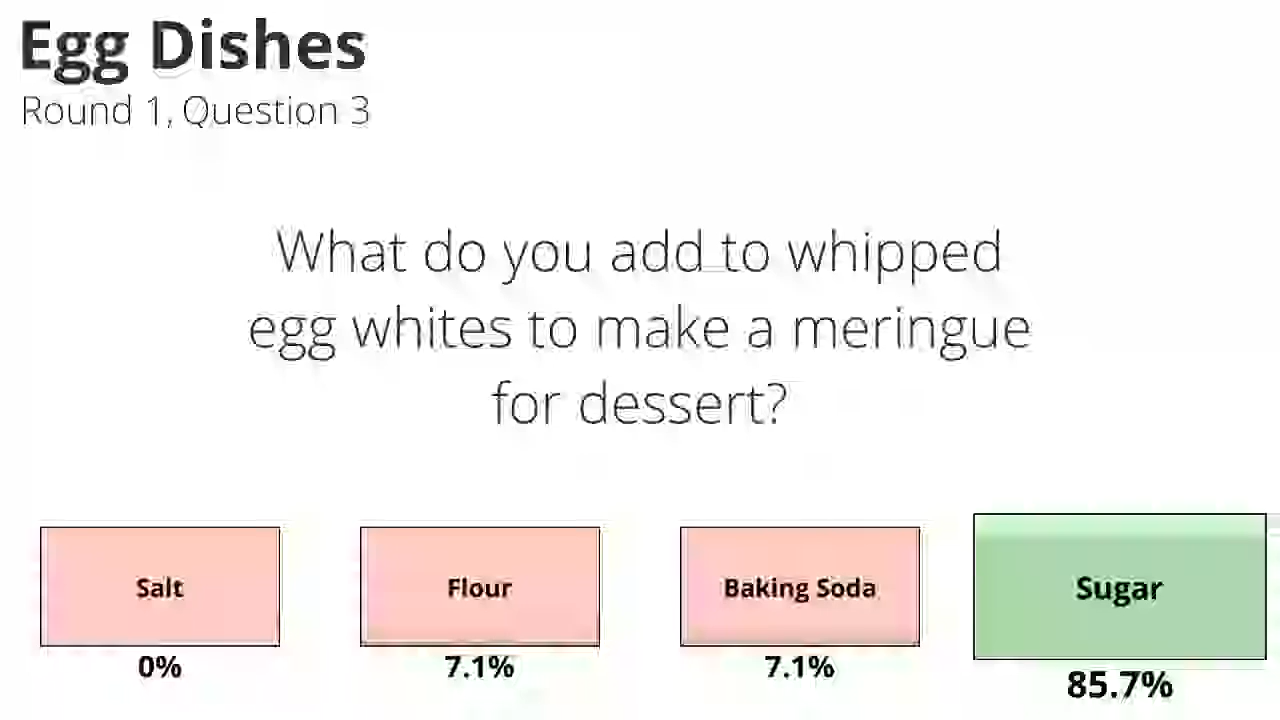 Egg Dishes
Round 1, Question 3
What do you add to whipped
egg whites to make a meringue
for dessert?
Salt
Flour
Baking Soda
Sugar
0%
7.1%
7.1%
85.7%